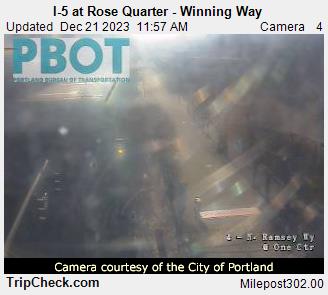 I-5 at Rose Quarter - Winning Way
Updated Dec 21 2023 11:57 AM Camera 4
PBOT
PORTLAND BUREAU OF TRANSPORTATION
4 - N. Ramsey Wy
@ One Ctr
Camera courtesy of the City of Portland
TripCheck.com Milepost302.00